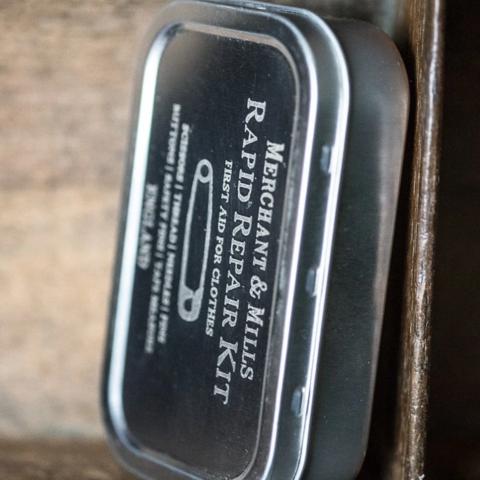 MERCHANT & MILLS
RAPID REPAIR KIT
FIRST AID FOR CLOTHES
SCISSORS | THREAD | NEEDLES | PINS
BUTTONS | SAFETY PINS | TAPE MEASURE
ENGLAND